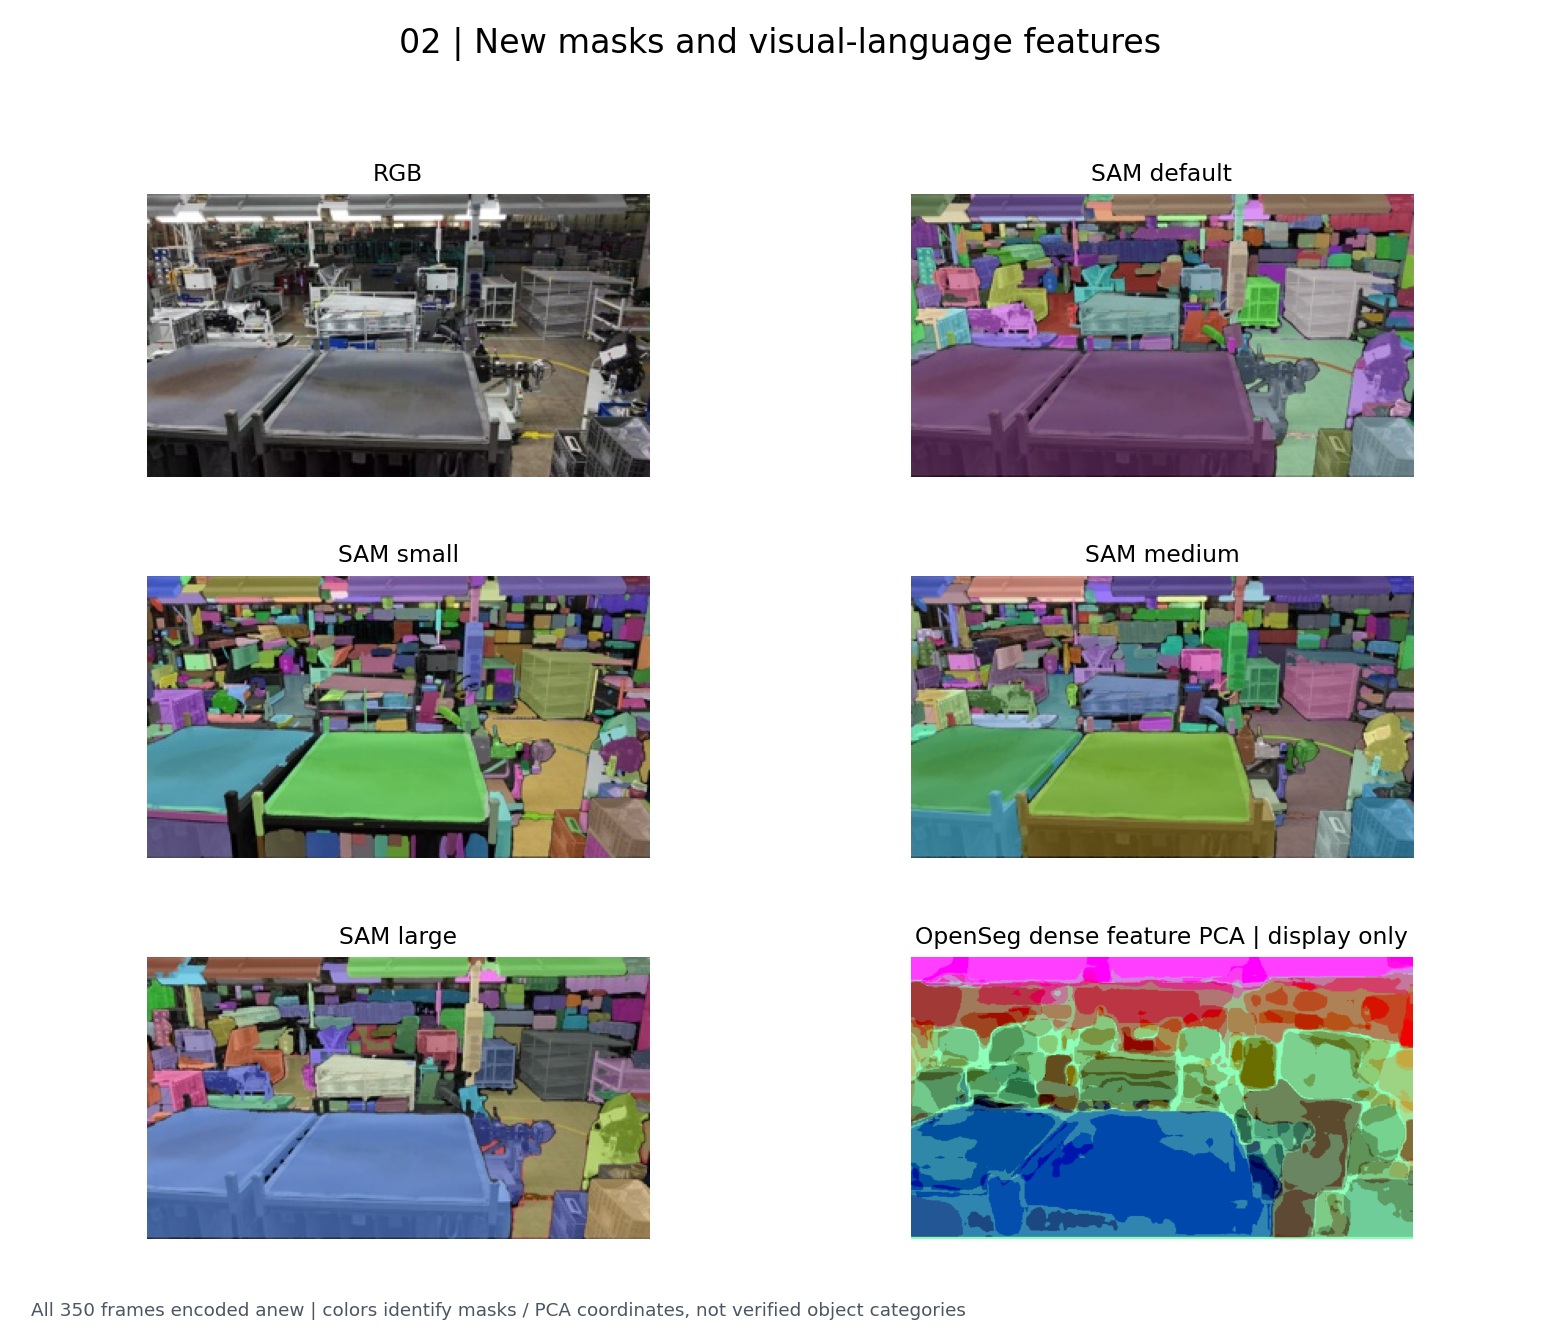 02 | New masks and visual-language features
RGB
SAM default
SAM small
SAM medium
SAM large
OpenSeg dense feature PCA | display only
All 350 frames encoded anew | colors identify masks / PCA coordinates, not verified object categories